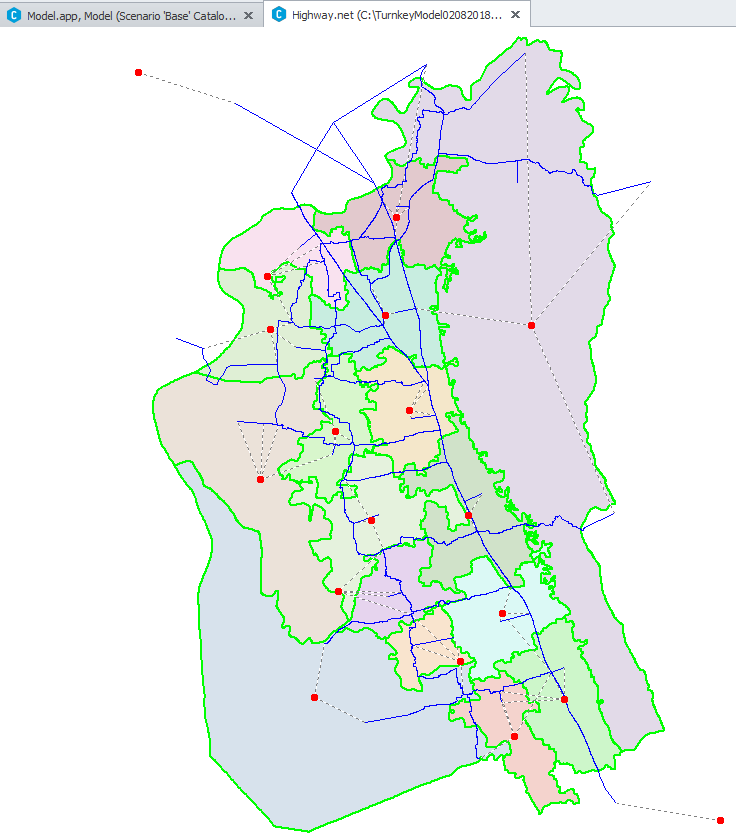 Model.app, Model (Scenario 'Base' Catalo...
Highway.net (C:\TurnkeyModel02082018...